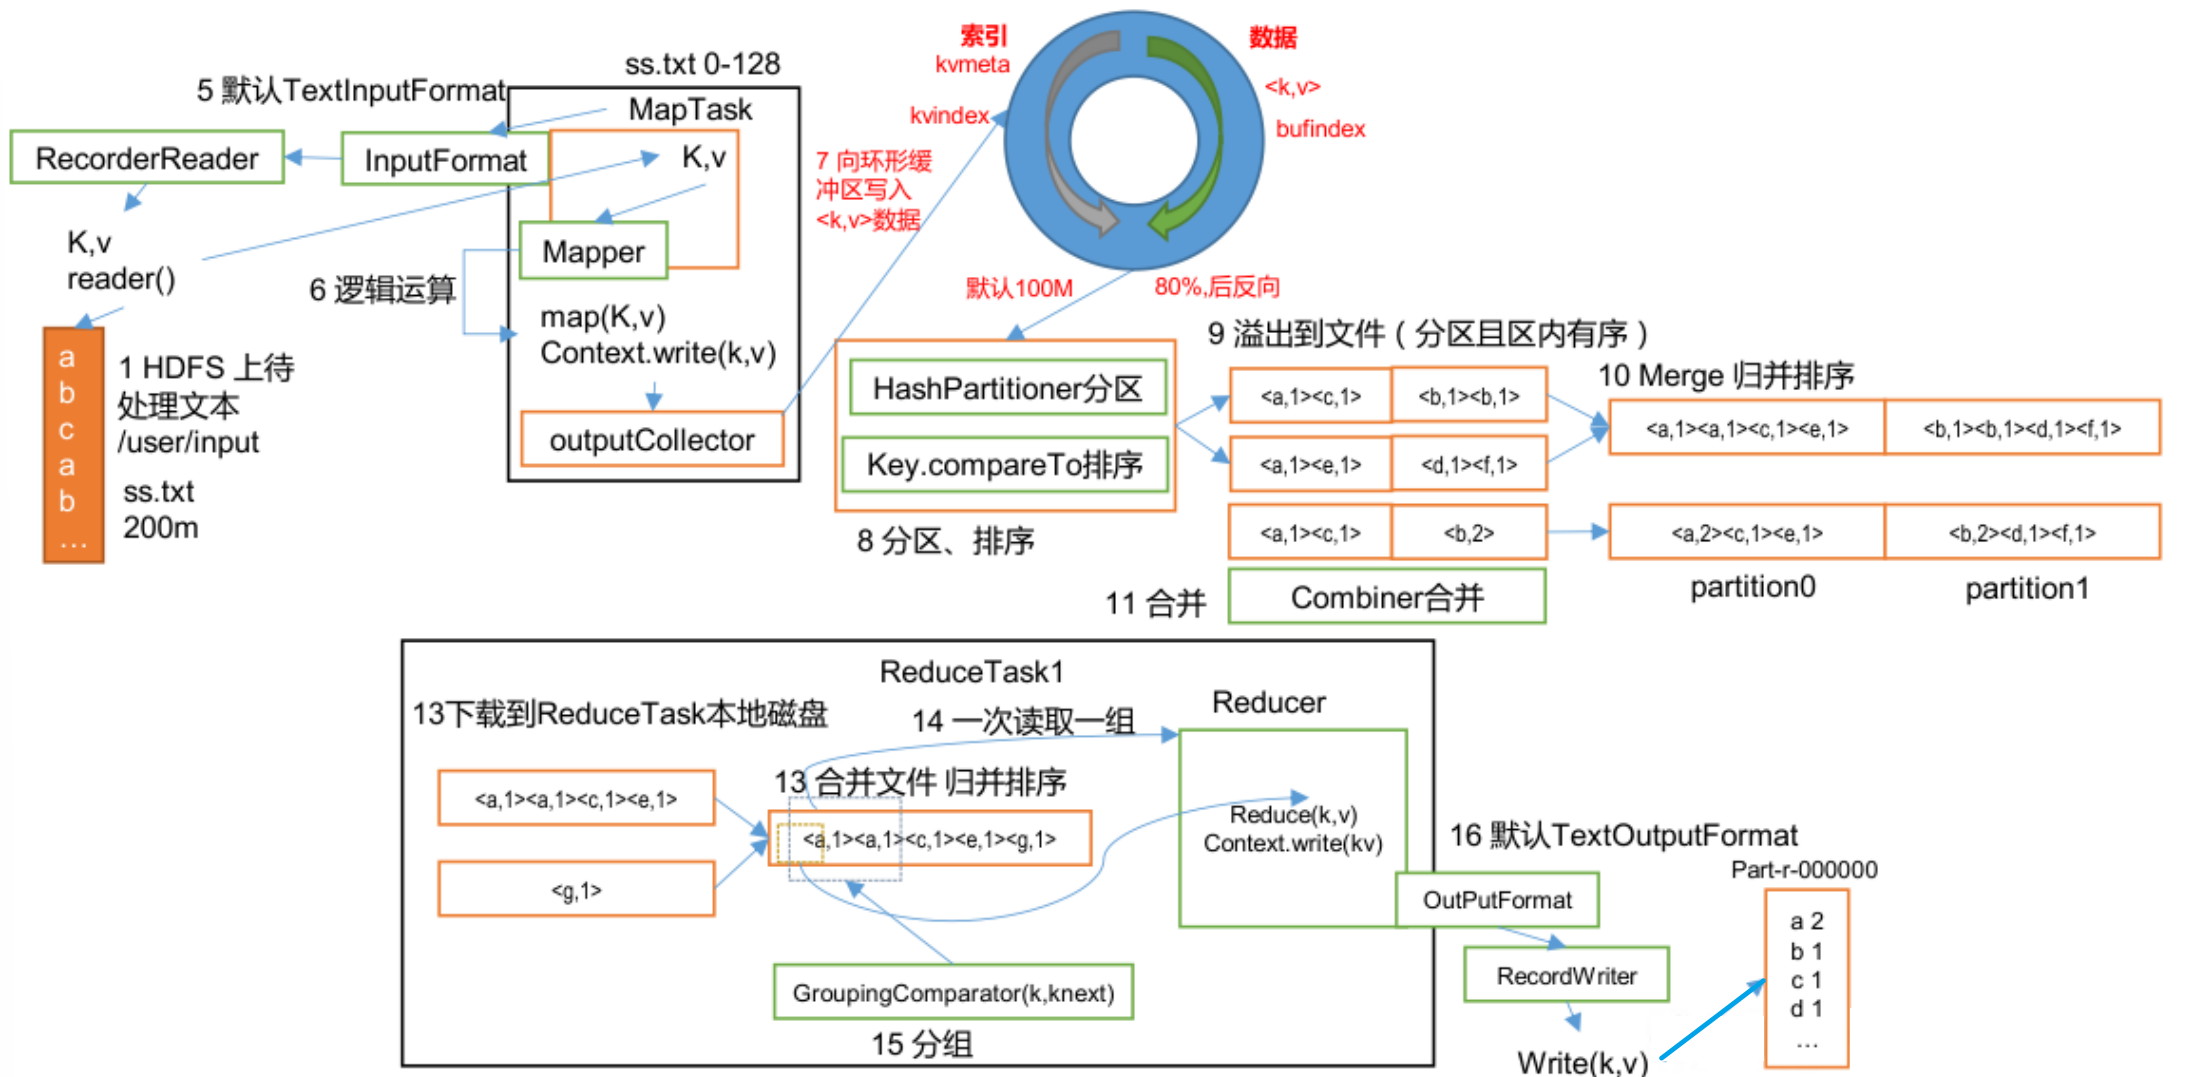 ss.txt 0-128
5 默认TextInputFormat
MapTask
RecorderReader
InputFormat
K,v
K,v
reader()
Mapper
6 逻辑运算
map(K,v)
Context.write(k,v)
outputCollector
a
b
c
a
b
...
1 HDFS 上待
处理文本
/user/input
ss.txt
200m
索引
kvmeta
kvindex
数据
<k,v>
bufindex
7 向环形缓
冲区写入
<k,v>数据
默认100M
80%,后反向
HashPartitioner分区
Key.compareTo排序
8 分区、排序
9 溢出到文件（分区且区内有序）
<a,1><c,1>
<b,1><b,1>
<a,1><e,1>
<d,1><f,1>
<a,1><c,1>
<b,2>
10 Merge 归并排序
<a,1><a,1><c,1><e,1>
<b,1><b,1><d,1><f,1>
<a,2><c,1><e,1>
<b,2><d,1><f,1>
partition0
partition1
11 合并
Combiner合并
ReduceTask1
13下载到ReduceTask本地磁盘
14 一次读取一组
Reducer
<a,1><a,1><c,1><e,1>
<g,1>
13 合并文件 归并排序
<a,1><a,1><c,1><e,1><g,1>
Reduce(k,v)
Context.write(kv)
GroupingComparator(k,knext)
15 分组
16 默认TextOutputFormat
OutPutFormat
RecordWriter
Write(k,v)
Part-r-000000
a 2
b 1
c 1
d 1
...